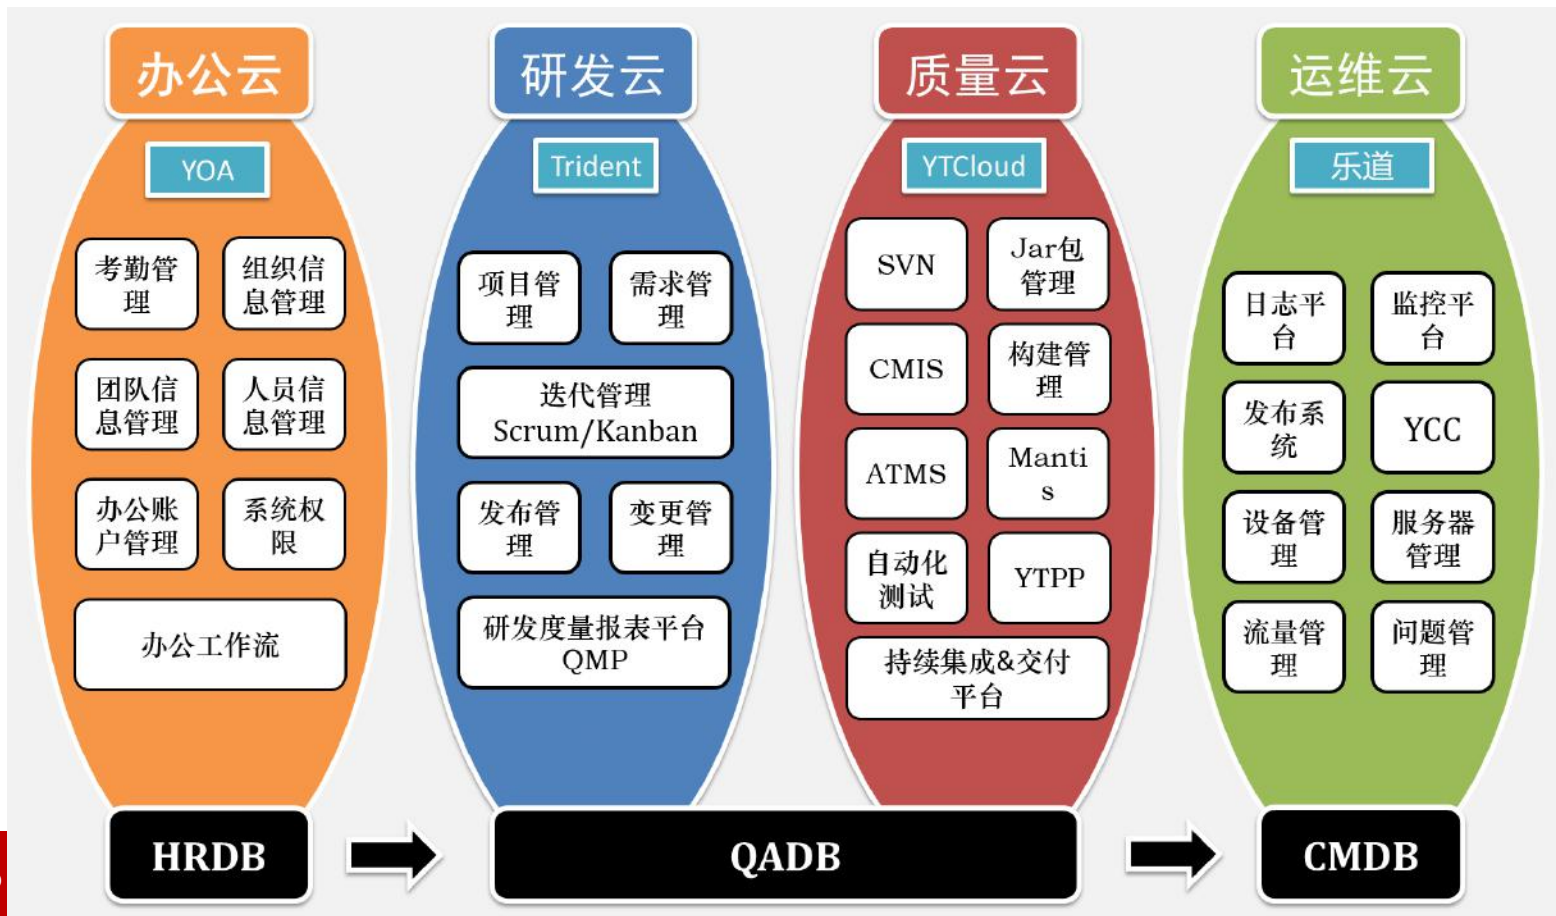 办公云
YOA
考勤管
理
组织信
息管理
团队信
息管理
人员信
息管理
办公账
户管理
系统权
限
办公工作流
研发云
Trident
项目管
理
需求管
理
迭代管理
Scrum/Kanban
发布管
理
变更管
理
研发度量报表平台
QMP
质量云
YTCloud
SVN
Jar包
管理
CMIS
构建管
理
ATMS
Manti
s
自动化
测试
YTPP
持续集成&交付
平台
运维云
乐道
日志平
台
监控平
台
发布系
统
YCC
设备管
理
服务器
管理
流量管
理
问题管
理
HRDB
QADB
CMDB